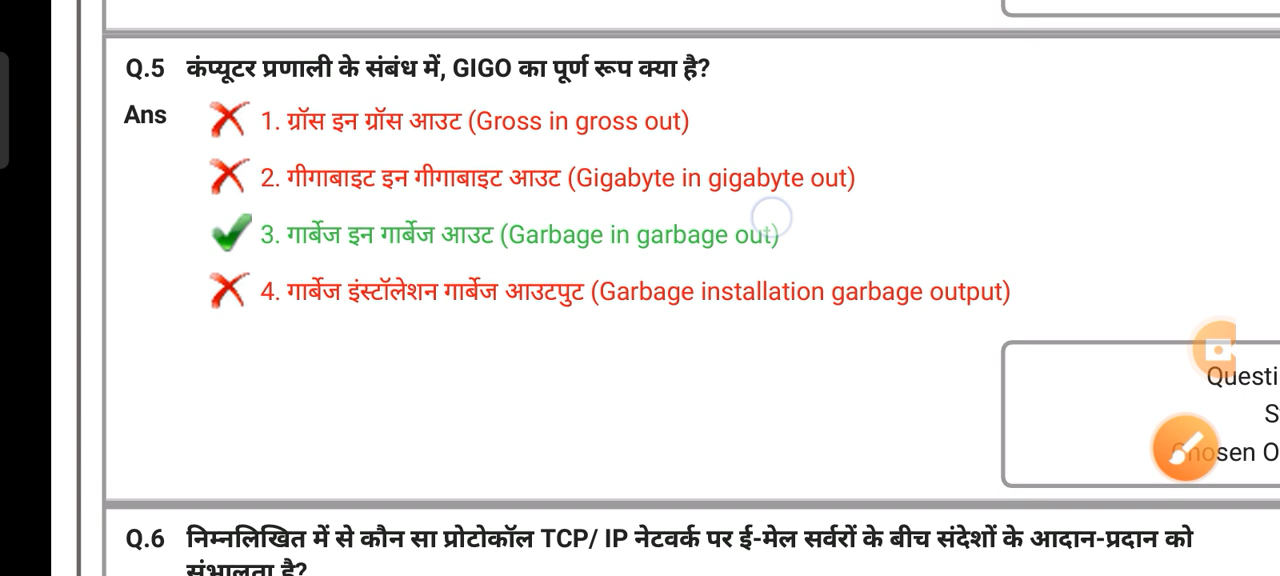 Q.5 कंप्यूटर प्रणाली के संबंध में, GIGO का पूर्ण रूप क्या है?
Ans 1. ग्रॉस इन ग्रॉस आउट (Gross in gross out)
2. गीगाबाइट इन गीगाबाइट आउट (Gigabyte in gigabyte out)
3. गार्बेज इन गार्बेज आउट (Garbage in garbage out)
4. गार्बेज इंस्टॉलेशन गार्बेज आउटपुट (Garbage installation garbage output)
Questi
S
Chosen O
Q.6 निम्नलिखित में से कौन सा प्रोटोकॉल TCP/ IP नेटवर्क पर ई-मेल सर्वरों के बीच संदेशों के आदान-प्रदान को
संभालता है?